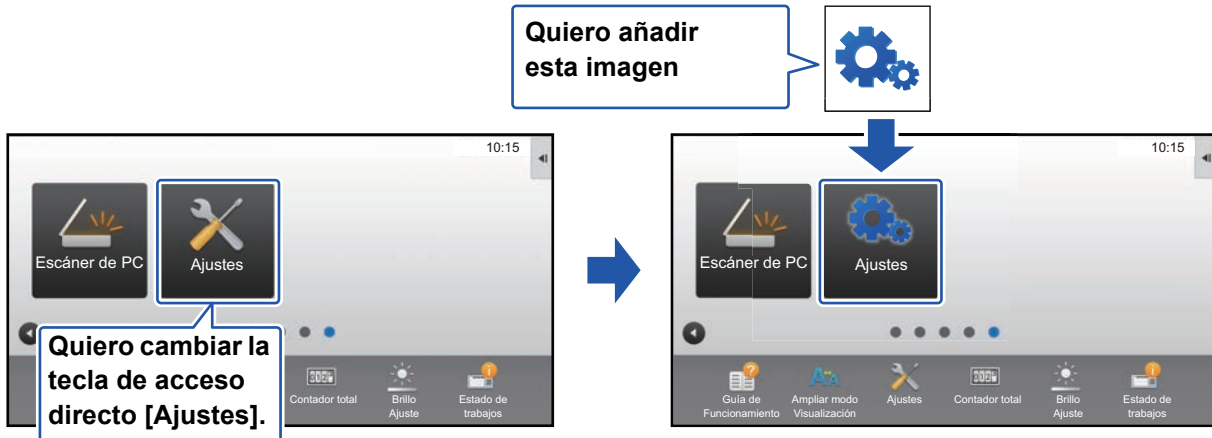 Quiero añadir
esta imagen
10:15
Escáner de PC
Ajustes
Quiero cambiar la
tecla de acceso
directo [Ajustes].
Contador total
Brillo
Ajuste
Estado de
trabajos
10:15
Escáner de PC
Ajustes
Guía de
Funcionamiento
Ampliar modo
Visualización
Ajustes
Contador total
Brillo
Ajuste
Estado de
trabajos